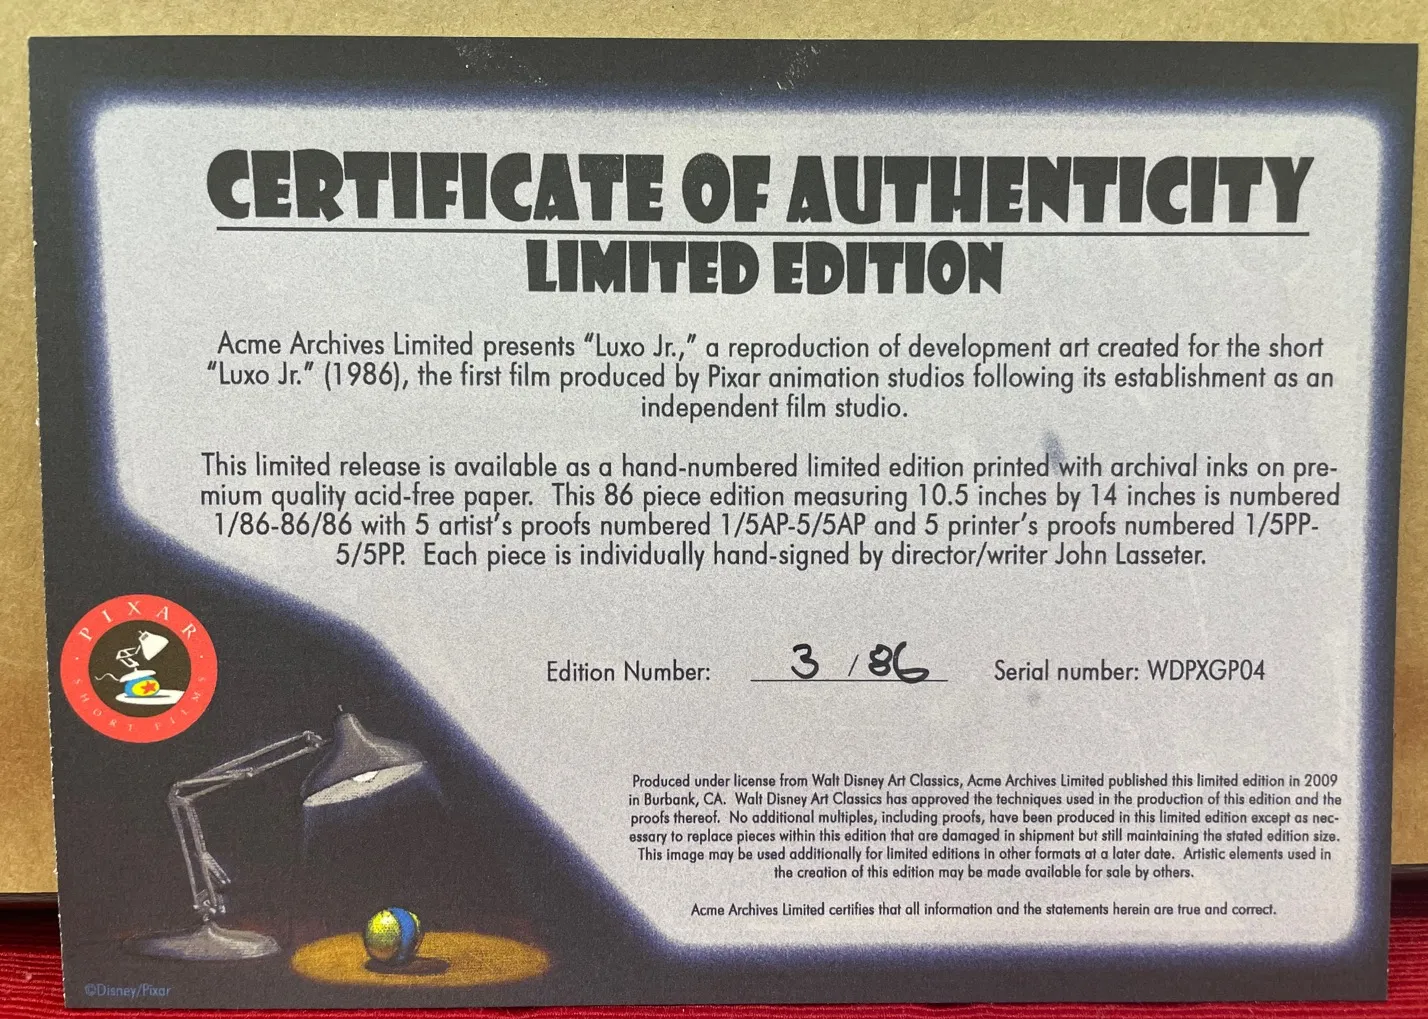 CERTIFICATE OF AUTHENTICITY
LIMITED EDITION
Acme Archives Limited presents “Luxo Jr.,” a reproduction of development art created for the short
“Luxo Jr.” (1986), the first film produced by Pixar animation studios following its establishment as an
independent film studio.
This limited release is available as a hand-numbered limited edition printed with archival inks on pre-
mium quality acid-free paper. This 86 piece edition measuring 10.5 inches by 14 inches is numbered
1/86-86/86 with 5 artist's proofs numbered 1/5AP-5/5AP and 5 printer's proofs numbered 1/5PP-
5/5PP. Each piece is individually hand-signed by director/writer John Lasseter.
PIXAR
SHORT FILMS
Edition Number: 3 / 86 Serial number: WDPXGP04
Produced under license from Walt Disney Art Classics, Acme Archives Limited published this limited edition in 2009
in Burbank, CA. Walt Disney Art Classics has approved the techniques used in the production of this edition and the
proofs thereof. No additional multiples, including proofs, have been produced in this limited edition except as nec-
essary to replace pieces within this edition that are damaged in shipment but still maintaining the stated edition size.
This image may be used additionally for limited editions in other formats at a later date. Artistic elements used in
the creation of this edition may be made available for sale by others.
Acme Archives Limited certifies that all information and the statements herein are true and correct.
©Disney/Pixar